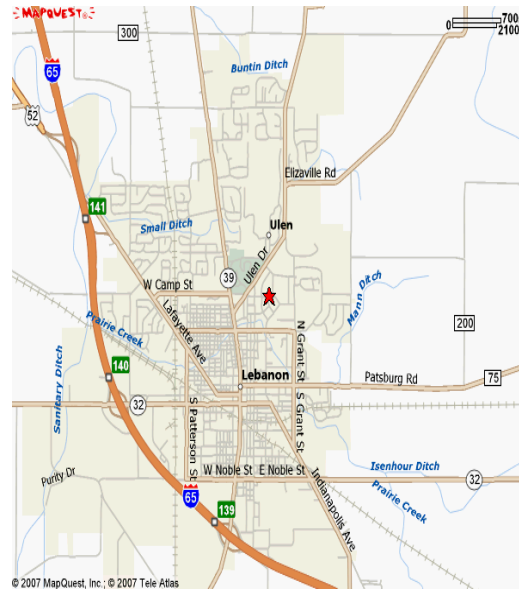 MAPQUEST
700
0 2100
300
Buntin Ditch
65
52
Elizaville Rd
141
Small Ditch
Ulen
Ulen Dr
39
W Camp St
Mann Ditch
Lafayette Ave
Prairie Creek
200
N Grant St
Sanitary Ditch
140
Lebanon
Patsburg Rd
75
32
S Patterson St
S Grant St
W Noble St
E Noble St
Isenhour Ditch
32
Purity Dr
65
Indianapolis Ave
Prairie Creek
139
© 2007 MapQuest, Inc.; © 2007 Tele Atlas